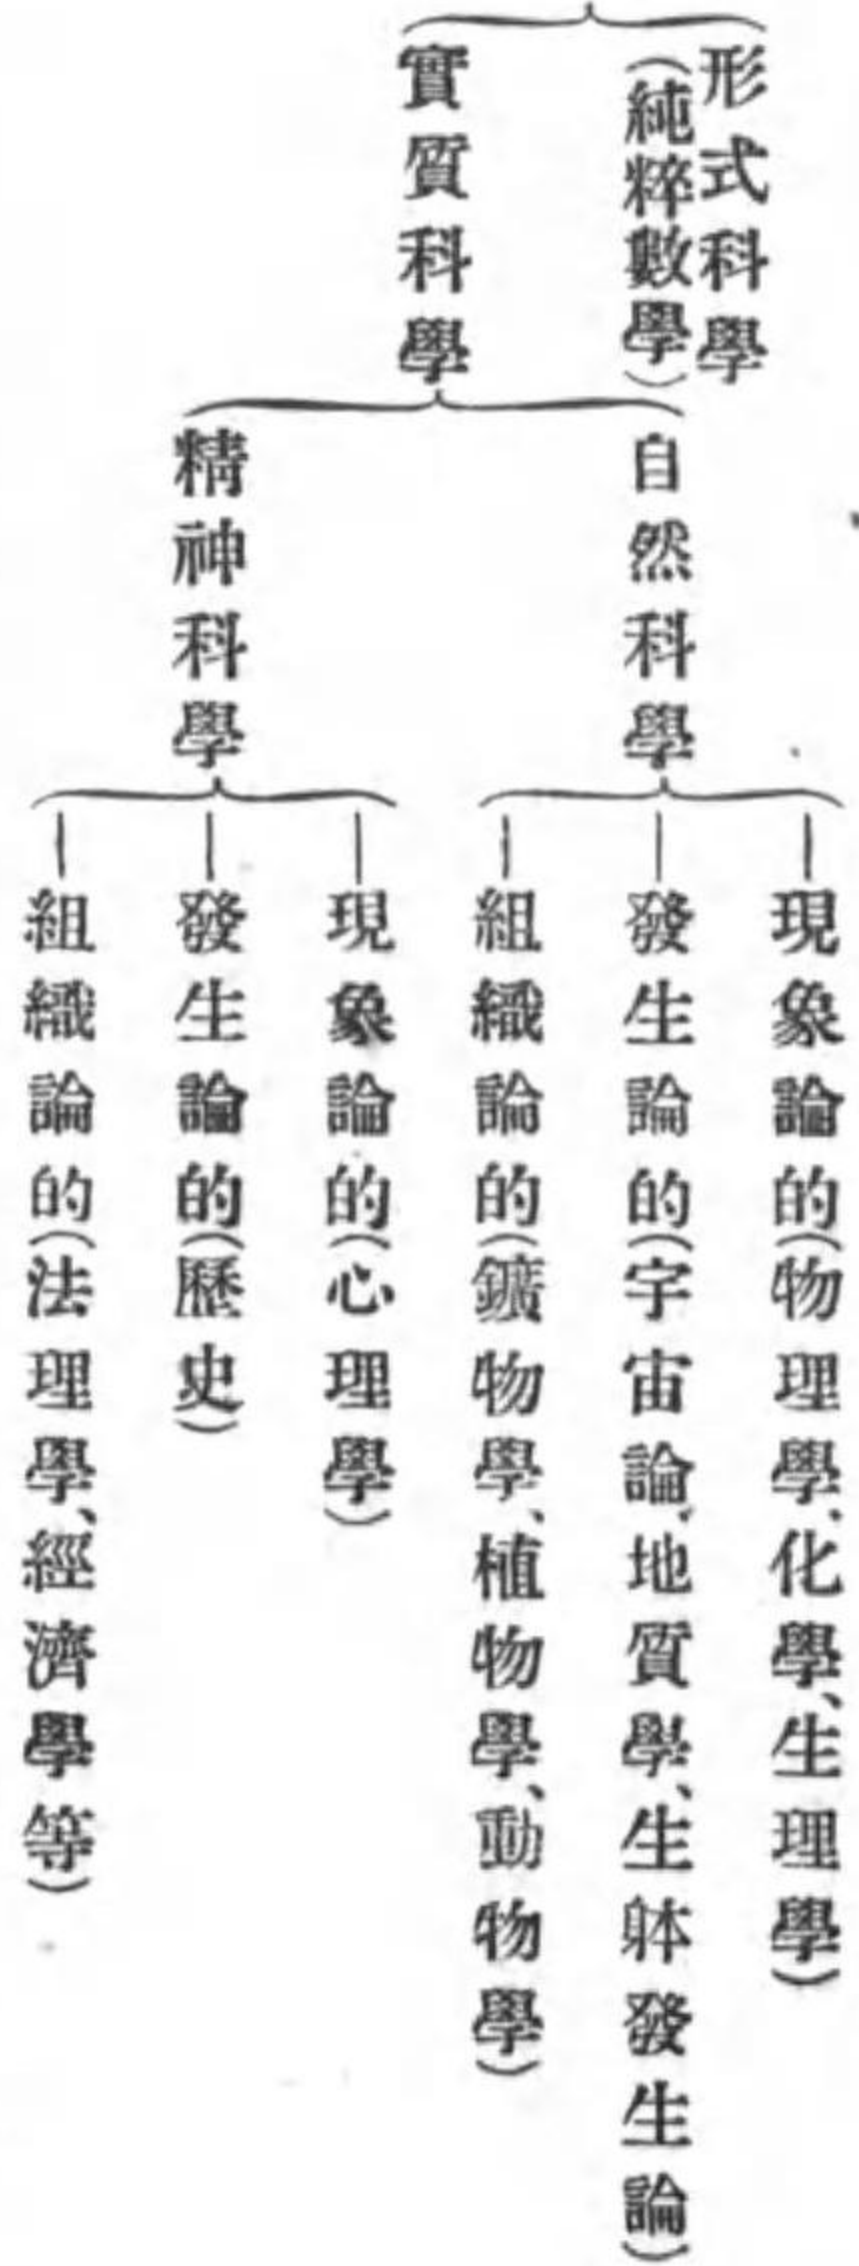 形式科學
(純粹數學)
實質科學
自然科學
現象論的(物理學、化學、生理學)
發生論的(宇宙論、地質學、生躰發生論)
組織論的(鑛物學、植物學、動物學)
精神科學
現象論的(心理學)
發生論的(歷史)
組織論的(法理學、經濟學等)